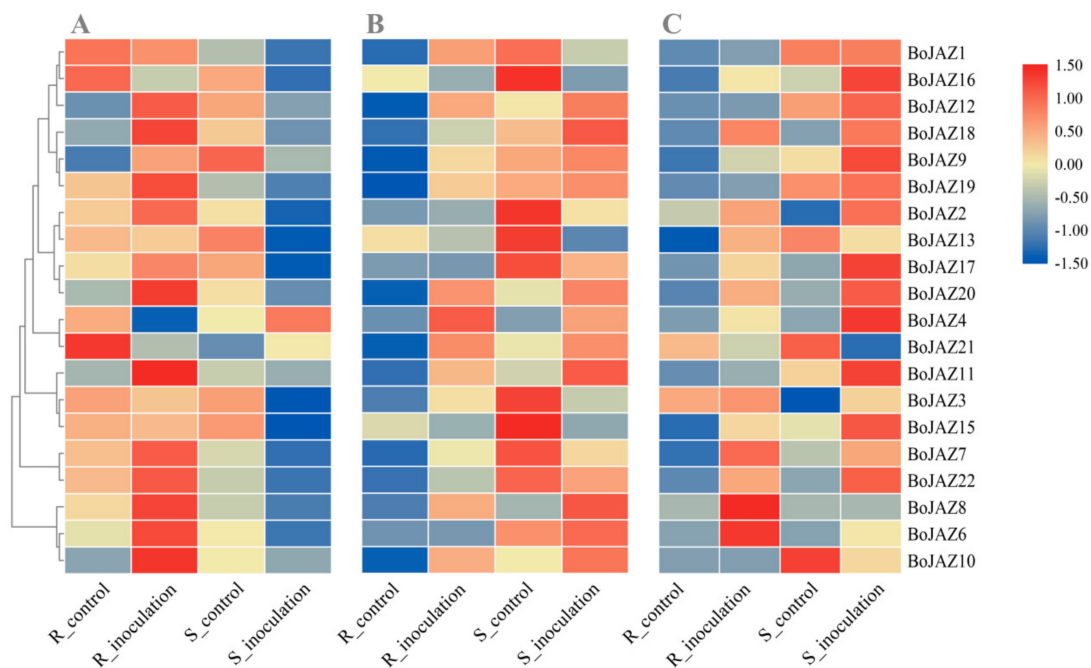 A B C
BoJAZ1
BoJAZ16
BoJAZ12
BoJAZ18
BoJAZ9
BoJAZ19
BoJAZ2
BoJAZ13
BoJAZ17
BoJAZ20
BoJAZ4
BoJAZ21
BoJAZ11
BoJAZ3
BoJAZ15
BoJAZ7
BoJAZ22
BoJAZ8
BoJAZ6
BoJAZ10
1.50
1.00
0.50
0.00
-0.50
-1.00
-1.50
R_control R_inoculation S_control S_inoculation R_control R_inoculation S_control S_inoculation R_control R_inoculation S_control S_inoculation